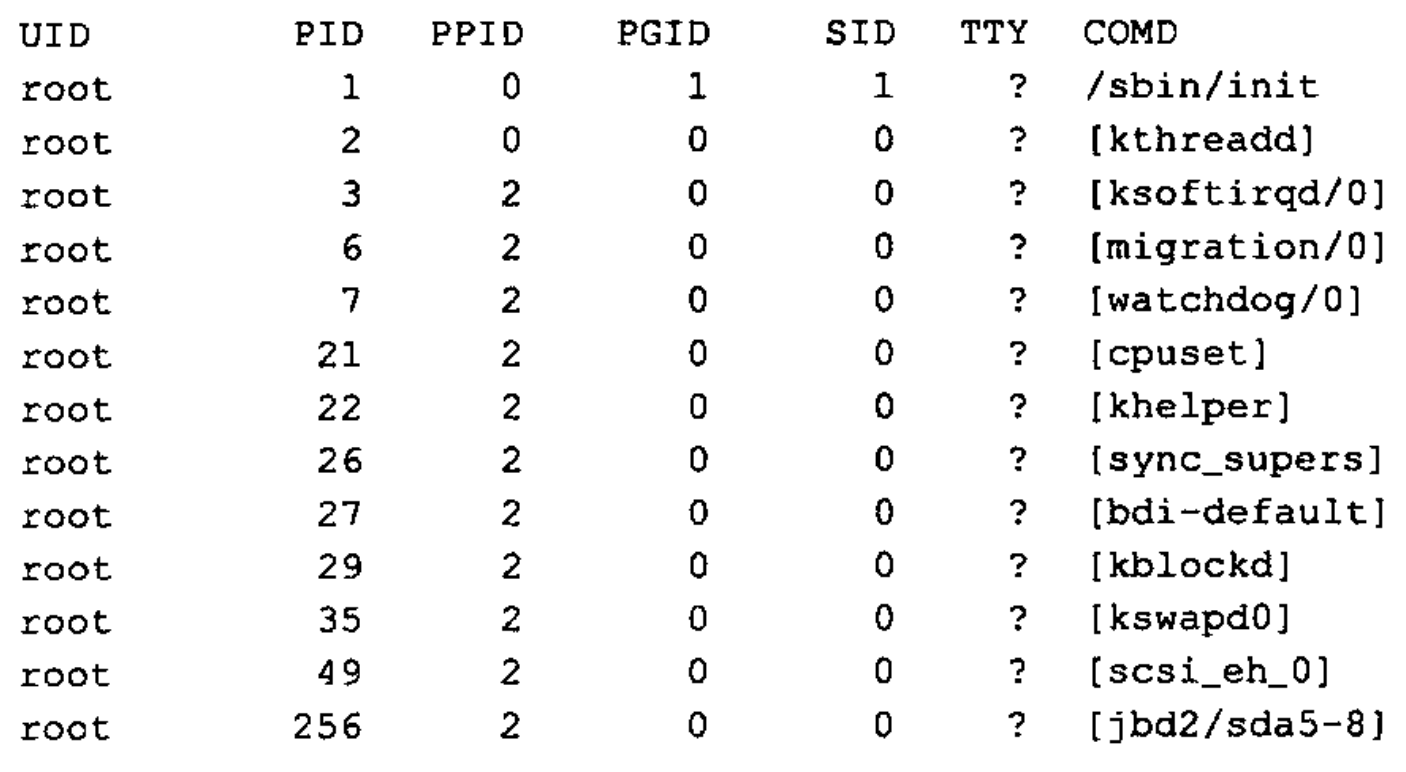 UID PID PPID PGID SID TTY COMD
root 1 0 1 1 ? /sbin/init
root 2 0 0 0 ? [kthreadd]
root 3 2 0 0 ? [ksoftirqd/0]
root 6 2 0 0 ? [migration/0]
root 7 2 0 0 ? [watchdog/0]
root 21 2 0 0 ? [cpuset]
root 22 2 0 0 ? [khelper]
root 26 2 0 0 ? [sync_supers]
root 27 2 0 0 ? [bdi-default]
root 29 2 0 0 ? [kblockd]
root 35 2 0 0 ? [kswapd0]
root 49 2 0 0 ? [scsi_eh_0]
root 256 2 0 0 ? [jbd2/sda5-8]